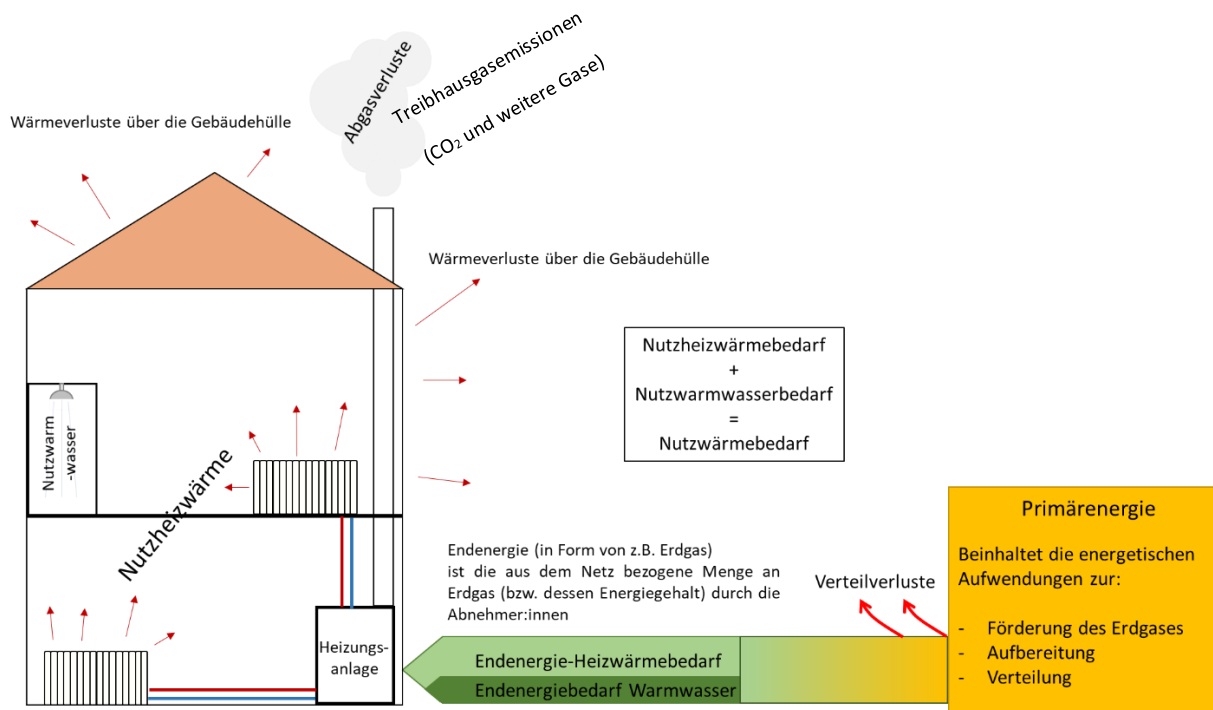 Abgasverluste
Treibhausgasemissionen
(CO₂ und weitere Gase)
Wärmeverluste über die Gebäudehülle
Wärmeverluste über die Gebäudehülle
Nutzheizwärmebedarf
+
Nutzwarmwasserbedarf
=
Nutzwärmebedarf
Nutzwarm
-wasser
Nutzheizwärme
Heizungs-
anlage
Endenergie (in Form von z.B. Erdgas)
ist die aus dem Netz bezogene Menge an
Erdgas (bzw. dessen Energiegehalt) durch die
Abnehmer:innen
Endenergie-Heizwärmebedarf
Endenergiebedarf Warmwasser
Verteilverluste
Primärenergie
Beinhaltet die energetischen
Aufwendungen zur:
- Förderung des Erdgases
- Aufbereitung
- Verteilung